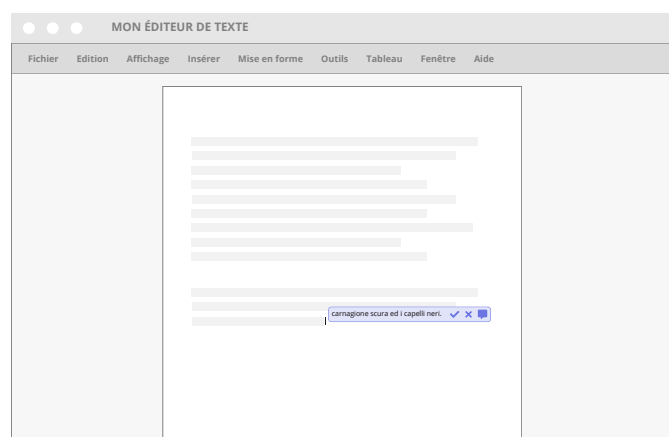 MON ÉDITEUR DE TEXTE
Fichier Edition Affichage Insérer Mise en forme Outils Tableau Fenêtre Aide
carnagione scura ed i capelli neri.